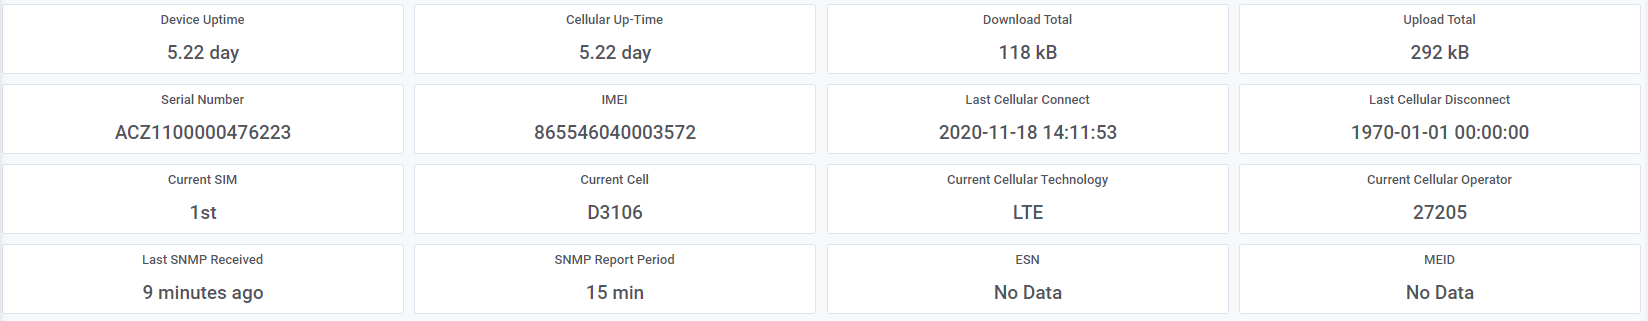 Device Uptime
Cellular Up-Time
Download Total
Upload Total
5.22 day
5.22 day
118 kB
292 kB
Serial Number
IMEI
Last Cellular Connect
Last Cellular Disconnect
ACZ1100000476223
865546040003572
2020-11-18 14:11:53
1970-01-01 00:00:00
Current SIM
Current Cell
Current Cellular Technology
Current Cellular Operator
1st
D3106
LTE
27205
Last SNMP Received
SNMP Report Period
ESN
MEID
9 minutes ago
15 min
No Data
No Data